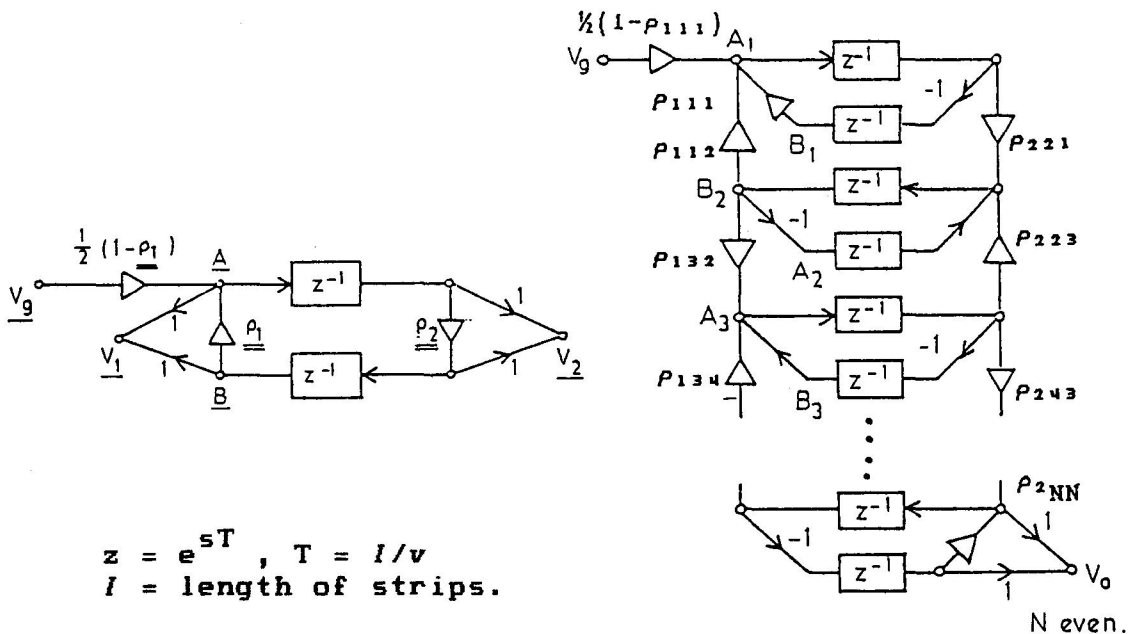 ½(1-ρ111)
Vg
A1
z⁻¹
-1
ρ111
z⁻¹
B1
ρ112
ρ221
B2
z⁻¹
-1
ρ132
z⁻¹
A2
ρ223
A3
z⁻¹
-1
ρ134
z⁻¹
B3
ρ243
ρ2NN
z⁻¹
-1
1
z⁻¹
1
Vo
N even.
1/2 (1-ρ1)
Vg
A
z⁻¹
1
1
V1
ρ1
ρ2
V2
1
z⁻¹
1
B
z = e^sT , T = l/v
l = length of strips.